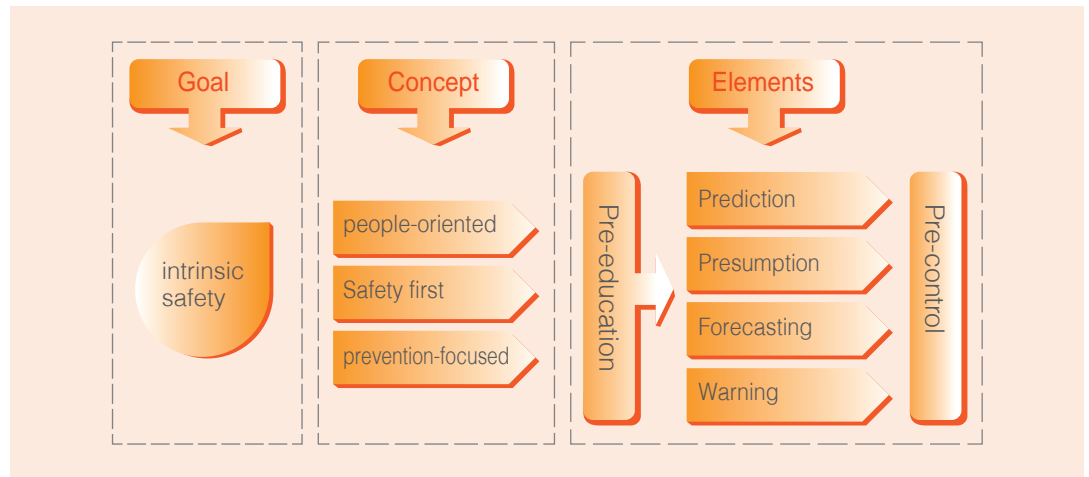 Goal
intrinsic
safety
Concept
people-oriented
Safety first
prevention-focused
Elements
Pre-education
Prediction
Presumption
Forecasting
Warning
Pre-control